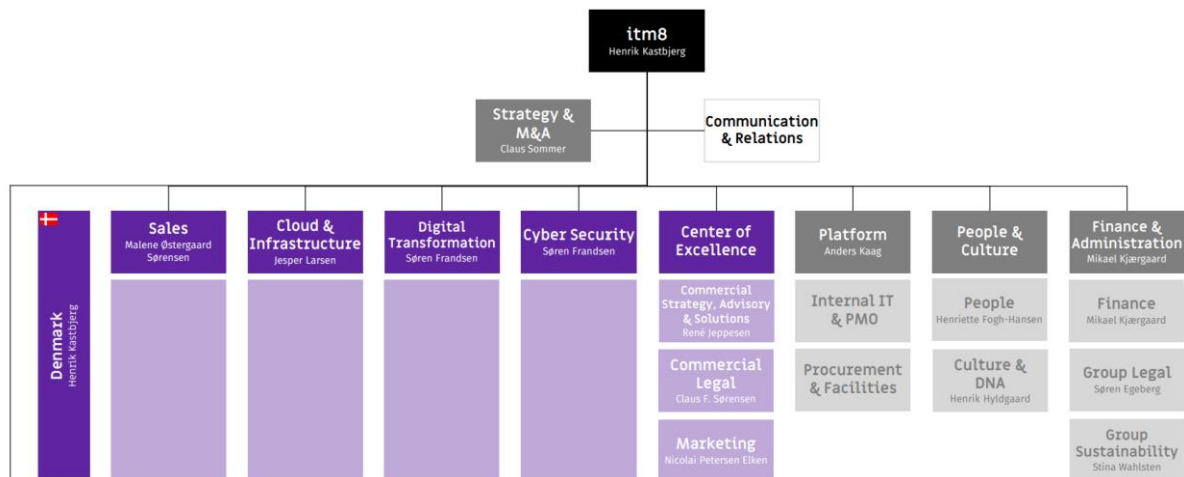 itm8
Henrik Kastbjerg
Strategy &
M&A
Claus Sommer
Communication
& Relations
Denmark
Henrik Kastbjerg
Sales
Malene Østergaard
Sørensen
Cloud &
Infrastructure
Jesper Larsen
Digital
Transformation
Søren Frandsen
Cyber Security
Søren Frandsen
Center of
Excellence
Commercial
Strategy, Advisory
& Solutions
René Jeppesen
Commercial
Legal
Claus F. Sørensen
Marketing
Nicolai Petersen Elken
Platform
Anders Kaag
Internal IT
& PMO
Procurement
& Facilities
People &
Culture
People
Henriette Fogh-Hansen
Culture &
DNA
Henrik Hyldgaard
Finance &
Administration
Mikael Kjærgaard
Finance
Mikael Kjærgaard
Group Legal
Søren Egeberg
Group
Sustainability
Stina Wahlsten